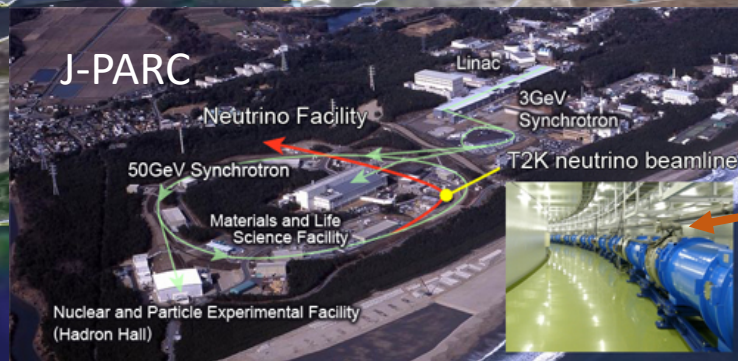 J-PARC
Linac
3GeV
Synchrotron
Neutrino Facility
T2K neutrino beamline
50GeV Synchrotron
Materials and Life
Science Facility
Nuclear and Particle Experimental Facility
(Hadron Hall)